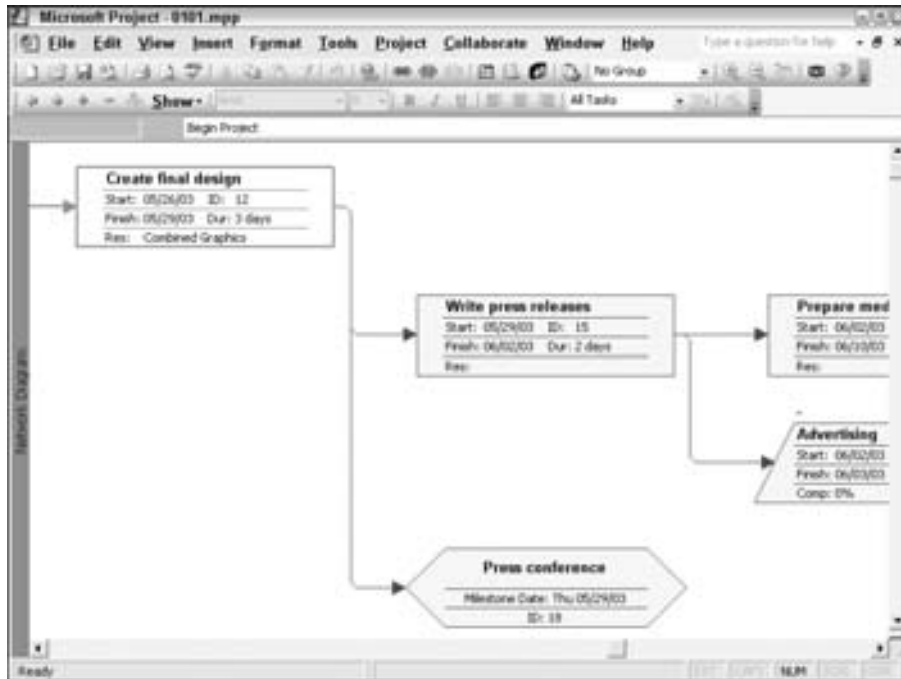 Microsoft Project - 0101.mpp
File Edit View Insert Format Tools Project Collaborate Window Help Type a question for help
No Group
Show All Tasks
Begin Project
Network Diagram
Create final design
Start: 05/26/03 ID: 12
Finish: 05/29/03 Dur: 3 days
Res: Combined Graphics
Write press releases
Start: 05/29/03 ID: 15
Finish: 06/02/03 Dur: 2 days
Res:
Prepare med
Start: 06/02/03
Finish: 06/10/03
Res:
Advertising
Start: 06/02/03
Finish: 06/03/03
Comp: 0%
Press conference
Milestone Date: Thu 05/29/03
ID: 18
Ready NUM